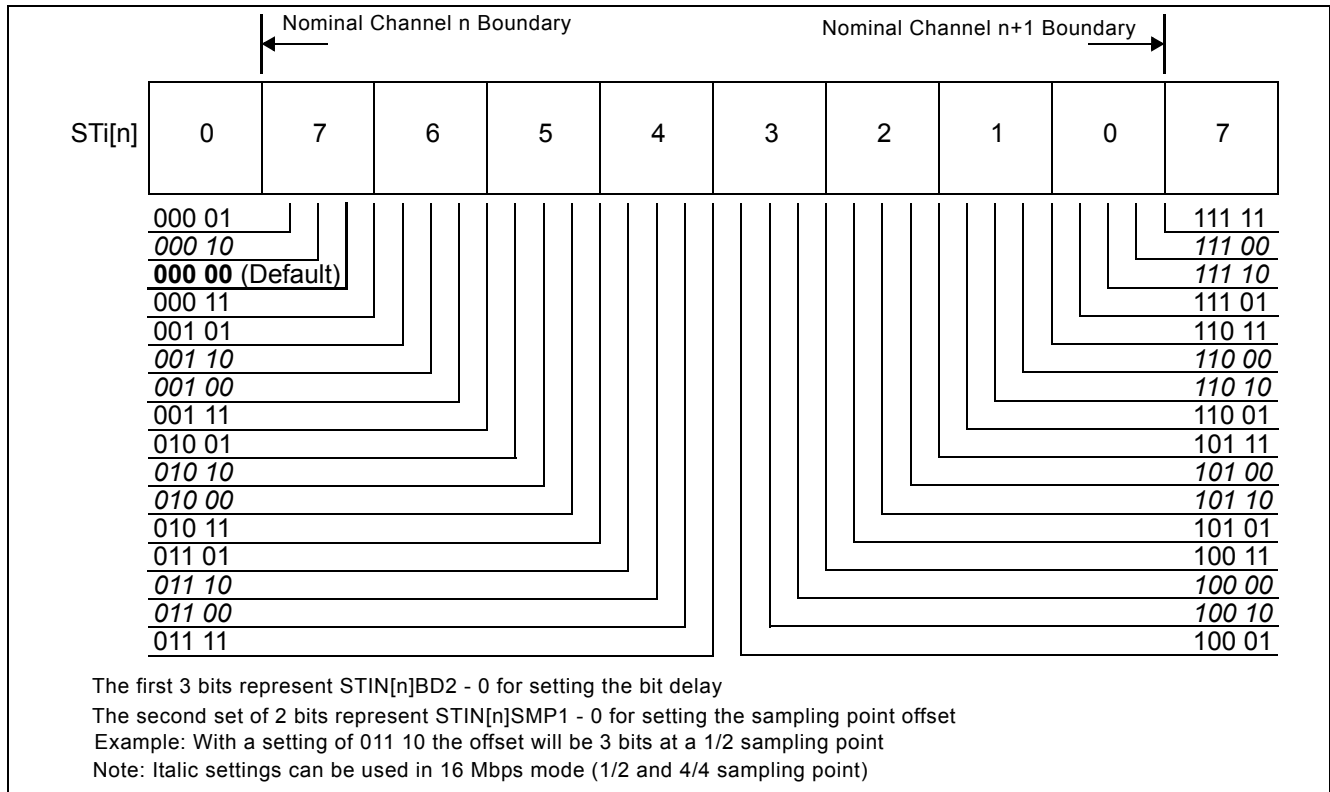 Nominal Channel n Boundary
Nominal Channel n+1 Boundary
STi[n] 0 7 6 5 4 3 2 1 0 7
000 01 111 11
000 10 111 00
000 00 (Default) 111 10
000 11 111 01
001 01 110 11
001 10 110 00
001 00 110 10
001 11 110 01
010 01 101 11
010 10 101 00
010 00 101 10
010 11 101 01
011 01 100 11
011 10 100 00
011 00 100 10
011 11 100 01
The first 3 bits represent STIN[n]BD2 - 0 for setting the bit delay
The second set of 2 bits represent STIN[n]SMP1 - 0 for setting the sampling point offset
Example: With a setting of 011 10 the offset will be 3 bits at a 1/2 sampling point
Note: Italic settings can be used in 16 Mbps mode (1/2 and 4/4 sampling point)